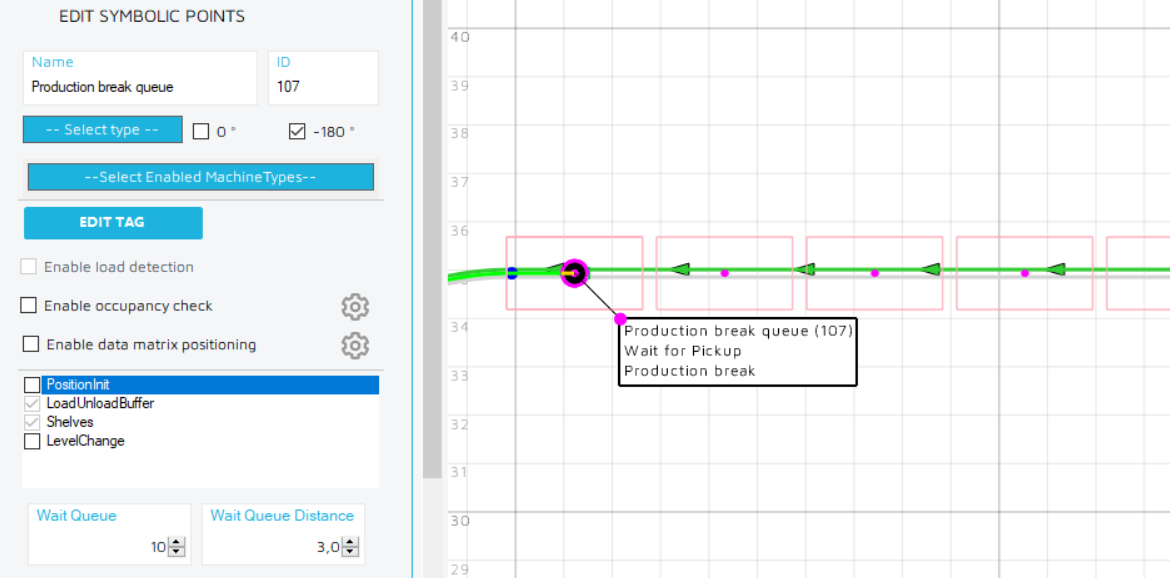 EDIT SYMBOLIC POINTS
Name
Production break queue
ID
107
-- Select type --
0 °
-180 °
--Select Enabled MachineTypes--
EDIT TAG
Enable load detection
Enable occupancy check
Enable data matrix positioning
PositionInit
LoadUnloadBuffer
Shelves
LevelChange
Wait Queue
10
Wait Queue Distance
3,0
40
39
38
37
36
34
33
32
31
30
29
Production break queue (107)
Wait for Pickup
Production break